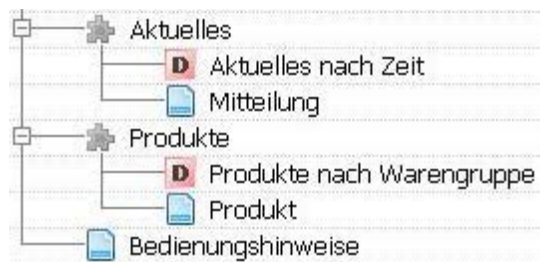 Aktuelles
D Aktuelles nach Zeit
Mitteilung
Produkte
D Produkte nach Warengruppe
Produkt
Bedienungshinweise